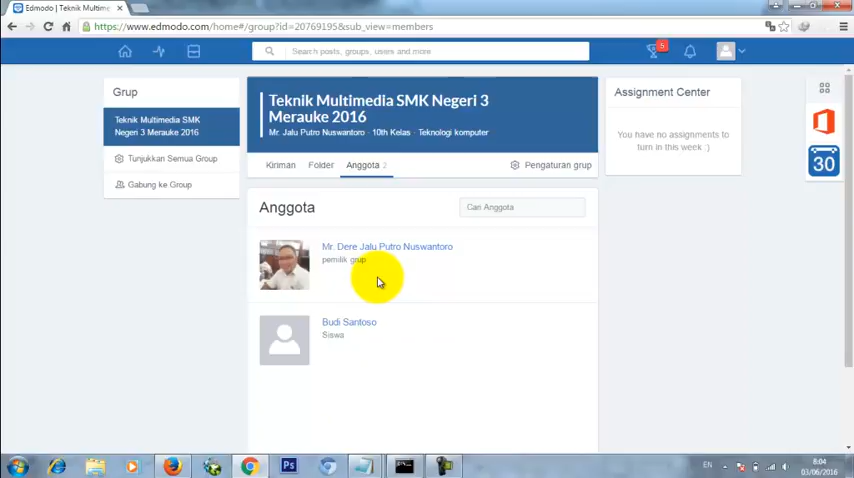 Edmodo | Teknik Multime
https://www.edmodo.com/home#/group?id=20769195&sub_view=members
Search posts, groups, users and more
5
Grup
Teknik Multimedia SMK
Negeri 3 Merauke 2016
Tunjukkan Semua Group
Gabung ke Grup
Teknik Multimedia SMK Negeri 3
Merauke 2016
Mr. Jalu Putro Nuswantoro - 10th Kelas - Teknologi komputer
Kiriman Folder Anggota 2 Pengaturan grup
Anggota
Cari Anggota
Mr. Dere Jalu Putro Nuswantoro
pemilik grup
Budi Santoso
Siswa
Assignment Center
You have no assignments to
turn in this week :)
30
Ps
EN
8:04
03/06/2016